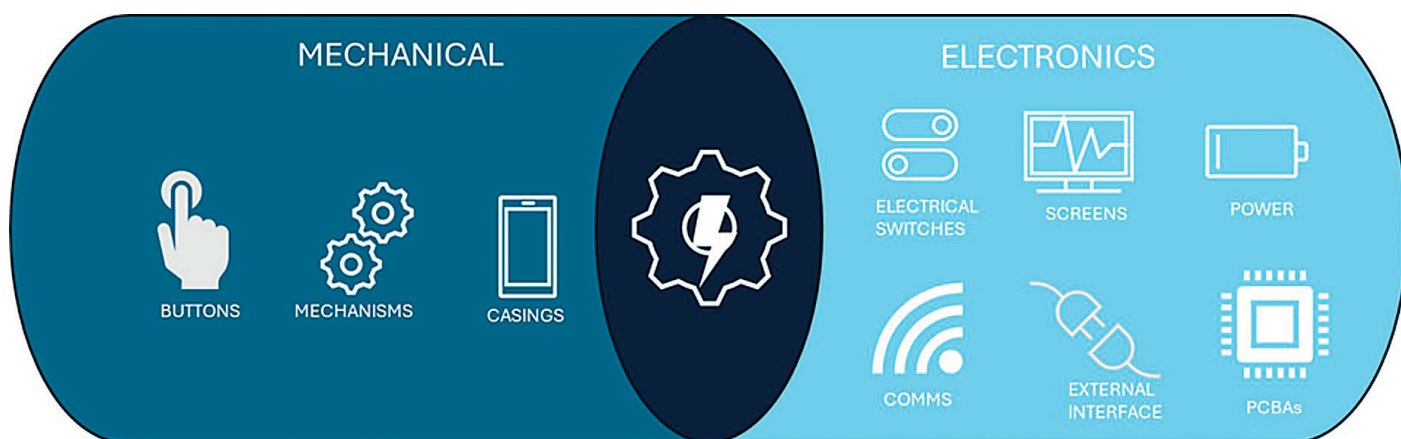 MECHANICAL
BUTTONS
MECHANISMS
CASINGS
ELECTRONICS
ELECTRICAL
SWITCHES
SCREENS
POWER
COMMS
EXTERNAL
INTERFACE
PCBAs